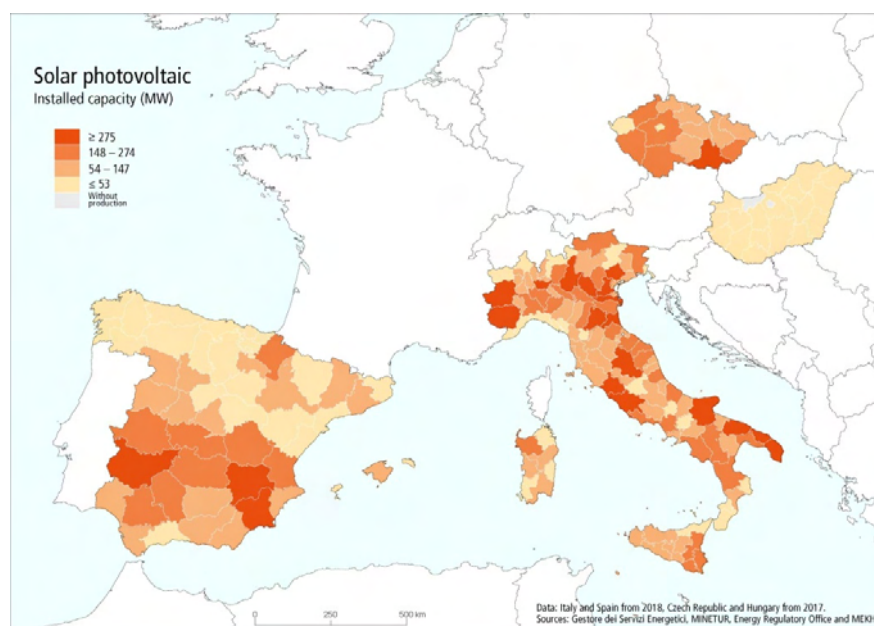 Solar photovoltaic
Installed capacity (MW)
≥ 275
148 – 274
54 – 147
≤ 53
Without
production
0 250 500 km
Data: Italy and Spain from 2018, Czech Republic and Hungary from 2017.
Sources: Gestore dei Servizi Energetici, MINETUR, Energy Regulatory Office and MEKH